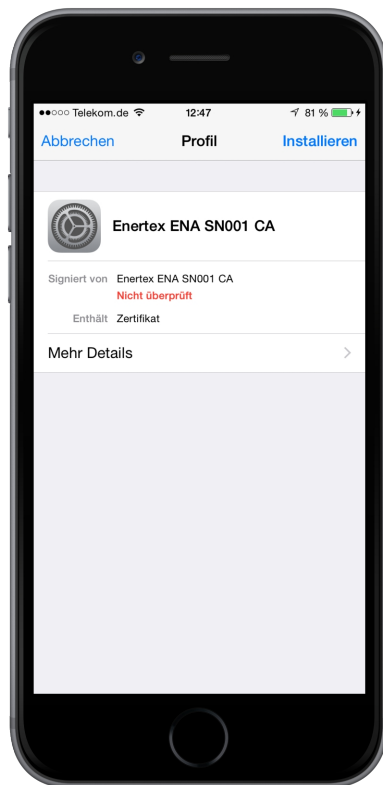 Telekom.de 12:47 81 %
Abbrechen Profil Installieren
Enertex ENA SN001 CA
Signiert von Enertex ENA SN001 CA
Nicht überprüft
Enthält Zertifikat
Mehr Details